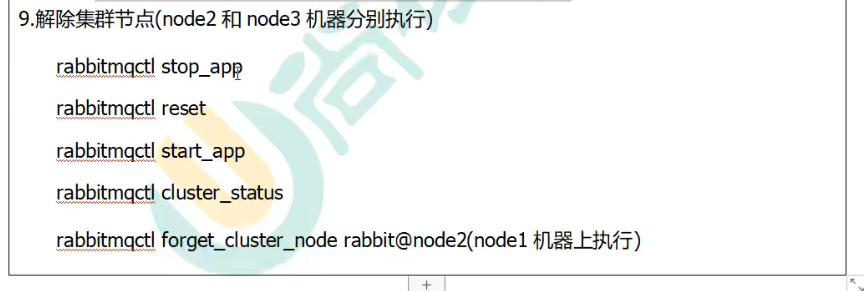 9.解除集群节点(node2 和 node3 机器分别执行)
rabbitmqctl stop_app
rabbitmqctl reset
rabbitmqctl start_app
rabbitmqctl cluster_status
rabbitmqctl forget_cluster_node rabbit@node2(node1 机器上执行)